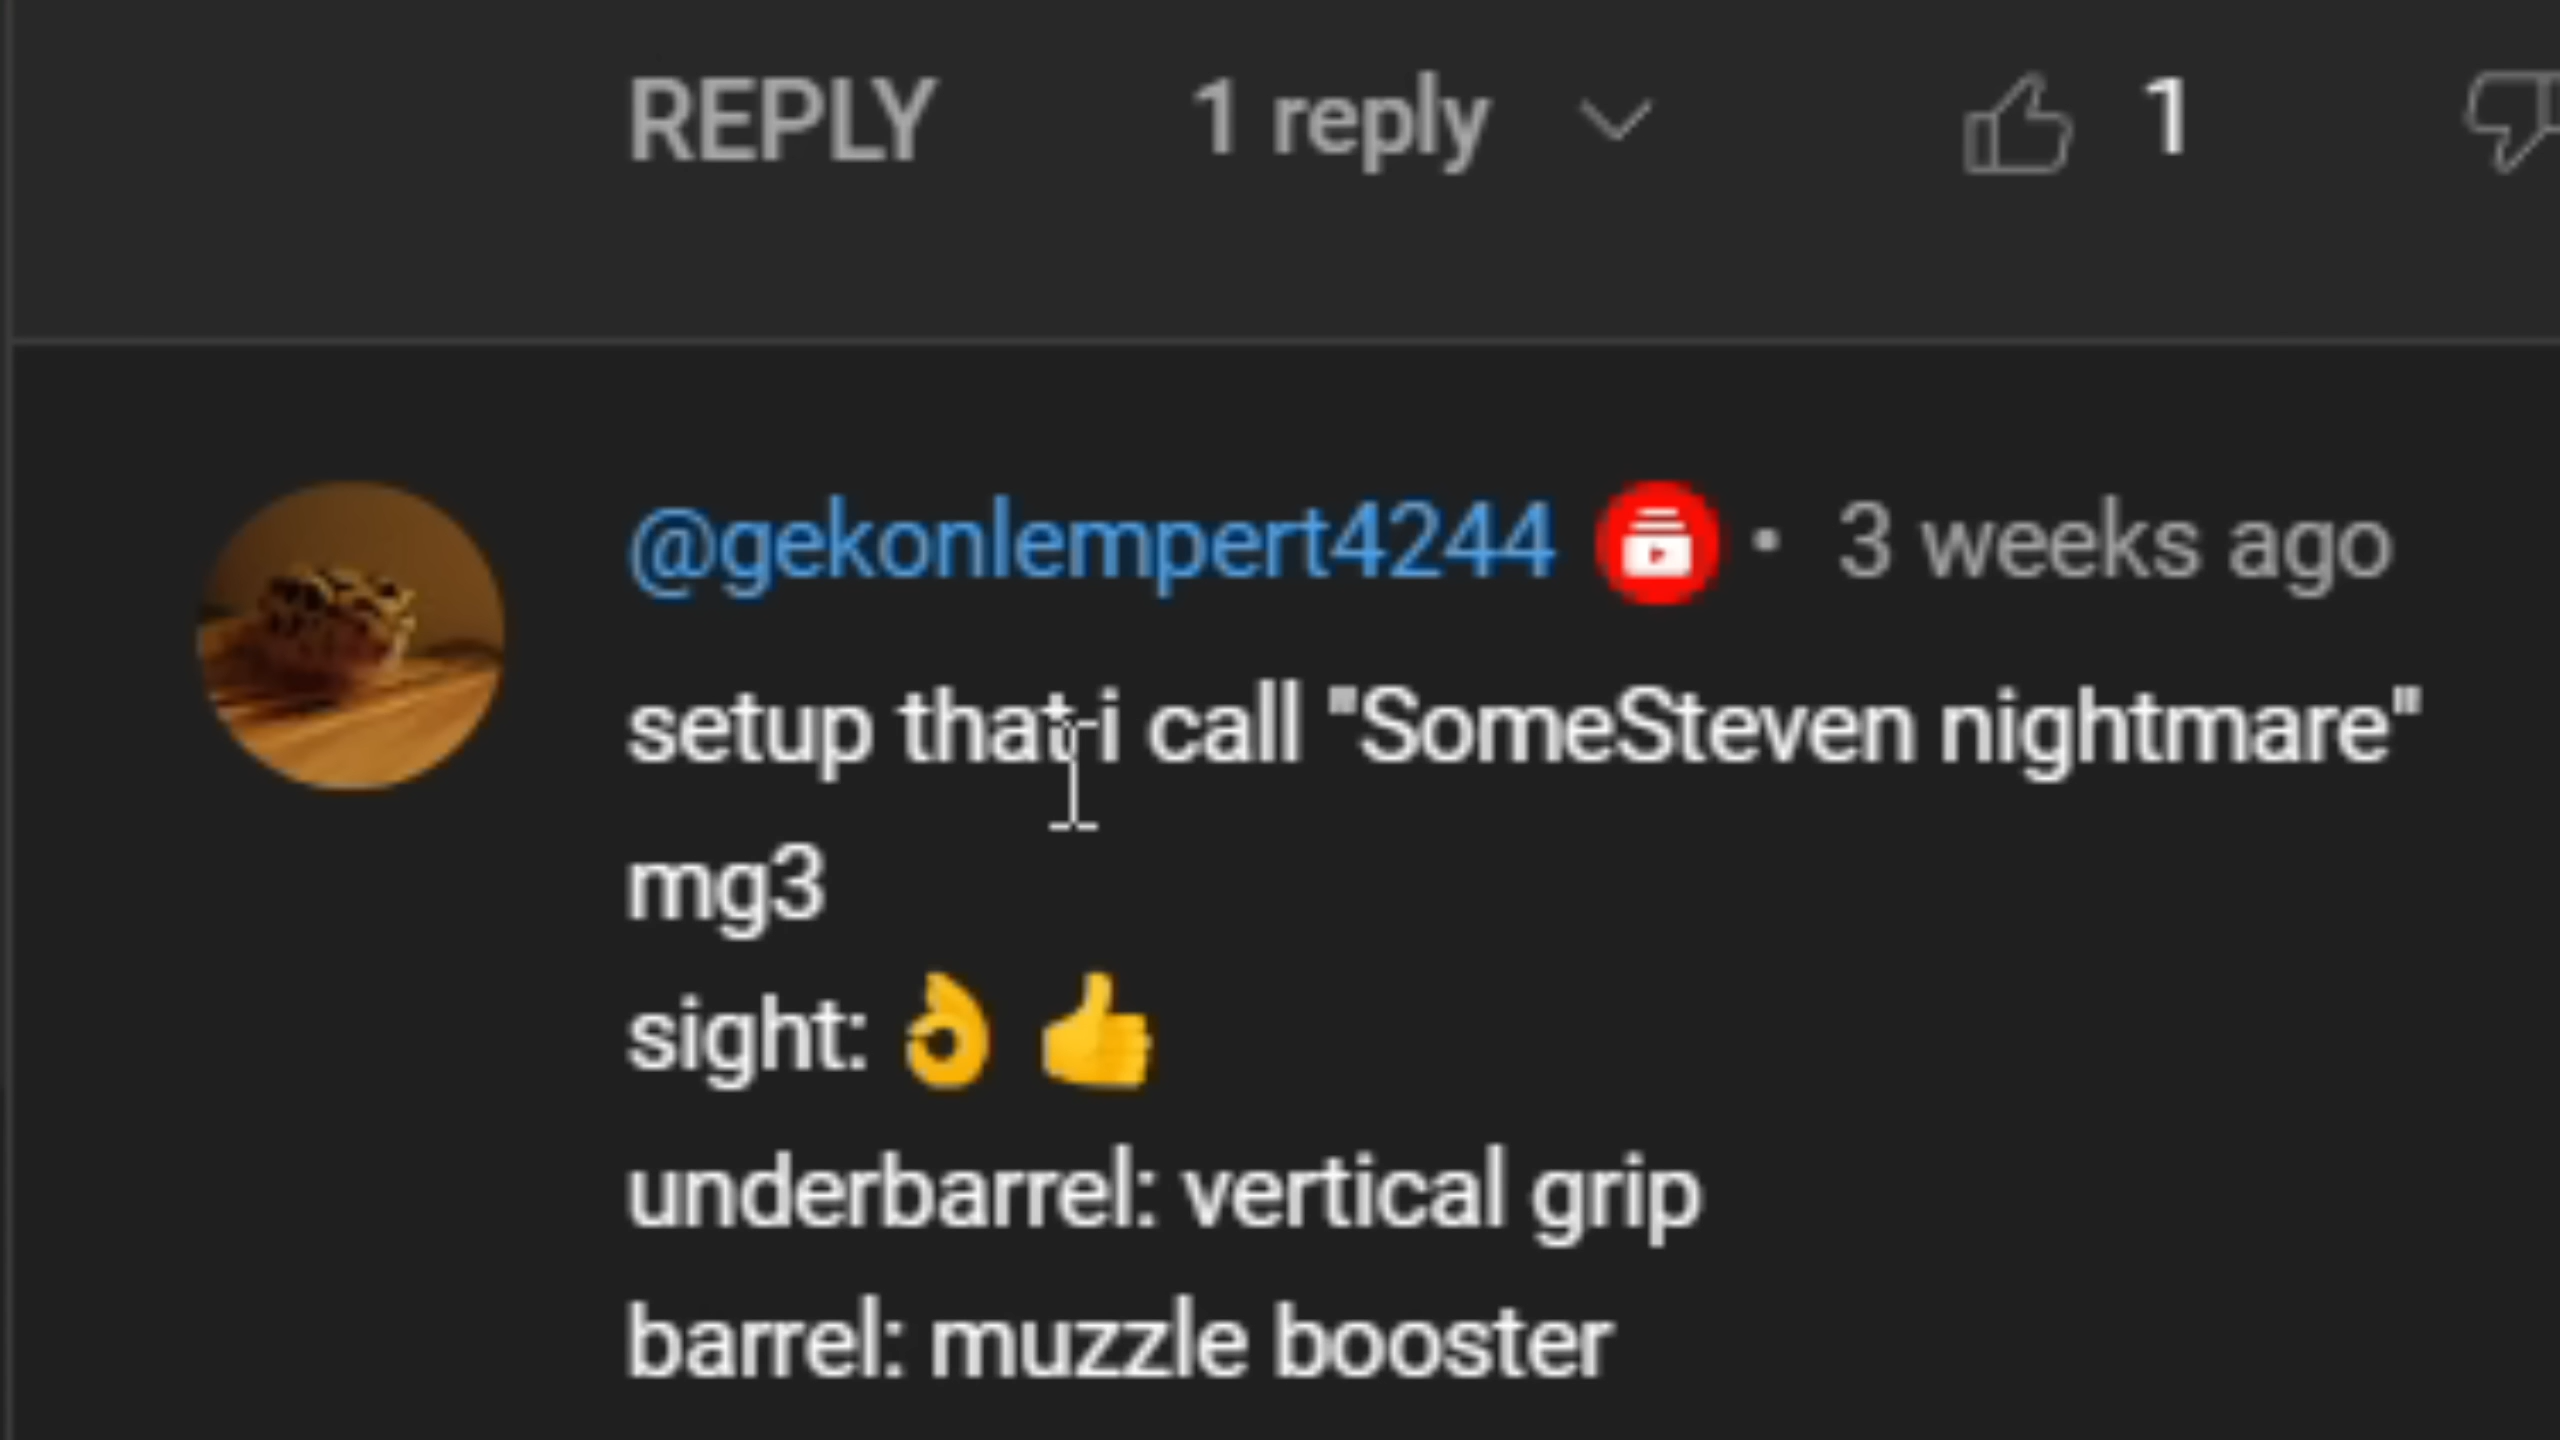 REPLY 1 reply 1
@gekonlempert4244 • 3 weeks ago
setup that i call "SomeSteven nightmare"
mg3
sight: 👌 👍
underbarrel: vertical grip
barrel: muzzle booster